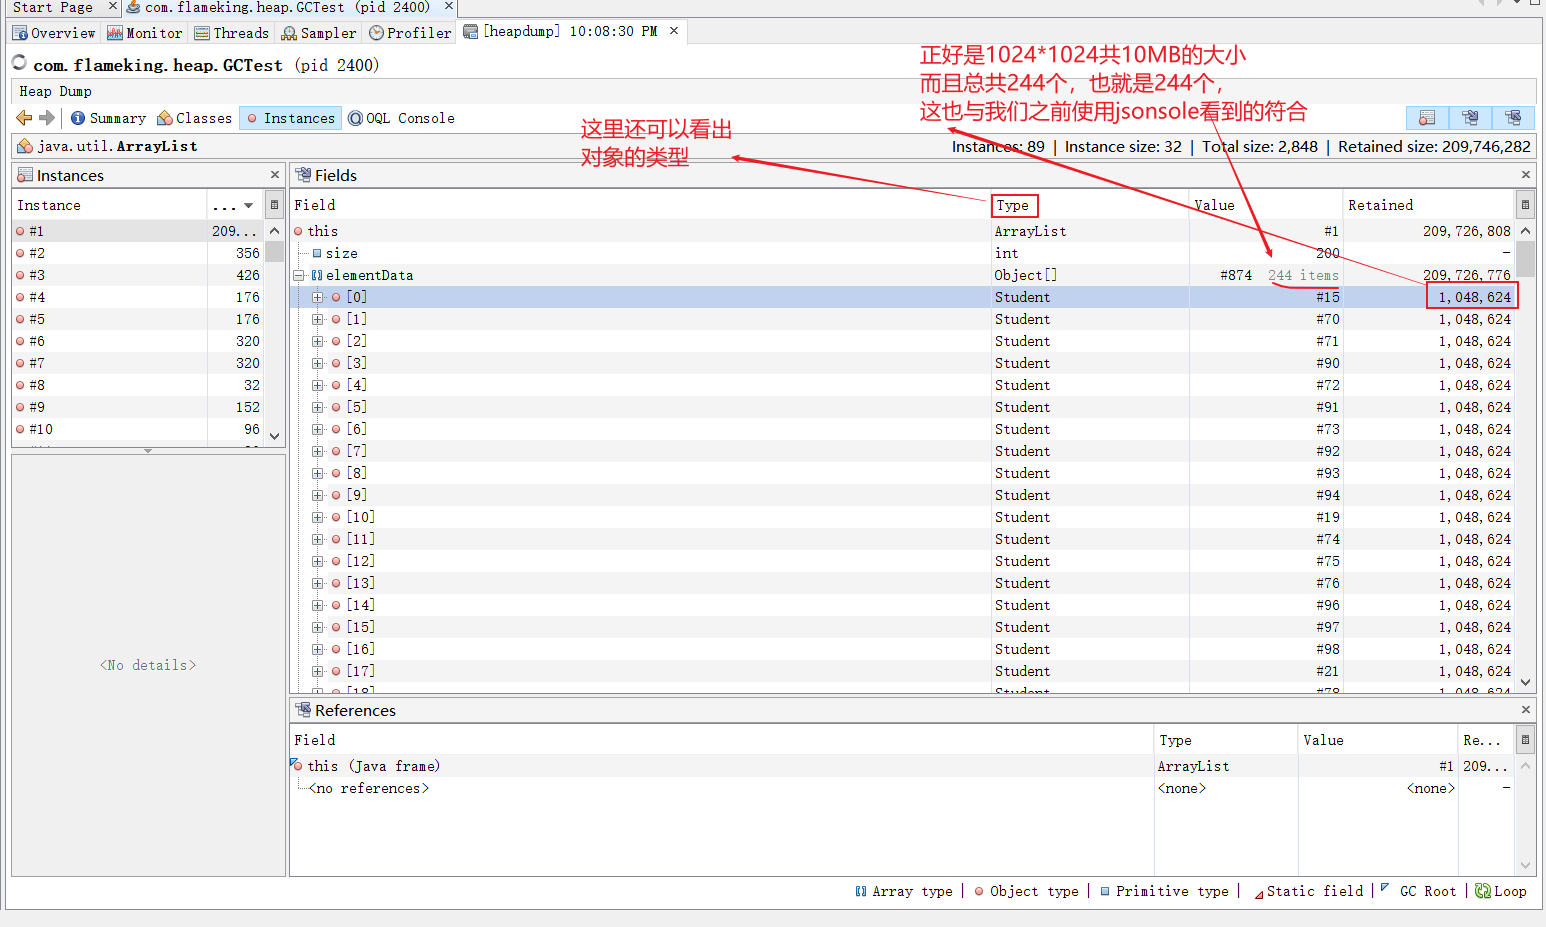 Start Page × com.flameking.heap.GCTest (pid 2400) ×
Overview Monitor Threads Sampler Profiler [heapdump] 10:08:30 PM ×
com.flameking.heap.GCTest (pid 2400)
正好是1024*1024共10MB的大小
而且总共244个，也就是244个，
这也与我们之前使用jsonsole看到的符合
Heap Dump
Summary Classes Instances OQL Console
这里还可以看出
对象的类型
java.util.ArrayList
Instances: 89 | Instance size: 32 | Total size: 2,848 | Retained size: 209,746,282
Instances ×
Instance ...
#1 209...
#2 356
#3 426
#4 176
#5 176
#6 320
#7 320
#8 32
#9 152
#10 96
<No details>
Fields ×
Field Type Value Retained
this ArrayList #1 209,726,808
size int 200 -
elementData Object[] #874 244 items 209,726,776
[0] Student #15 1,048,624
[1] Student #70 1,048,624
[2] Student #71 1,048,624
[3] Student #90 1,048,624
[4] Student #72 1,048,624
[5] Student #91 1,048,624
[6] Student #73 1,048,624
[7] Student #92 1,048,624
[8] Student #93 1,048,624
[9] Student #94 1,048,624
[10] Student #19 1,048,624
[11] Student #74 1,048,624
[12] Student #75 1,048,624
[13] Student #76 1,048,624
[14] Student #96 1,048,624
[15] Student #97 1,048,624
[16] Student #98 1,048,624
[17] Student #21 1,048,624
[18] Student #78 1,048,624
References ×
Field Type Value Re...
this (Java frame) ArrayList #1 209...
<no references> <none> <none> -
Array type | Object type | Primitive type | Static field | GC Root | Loop